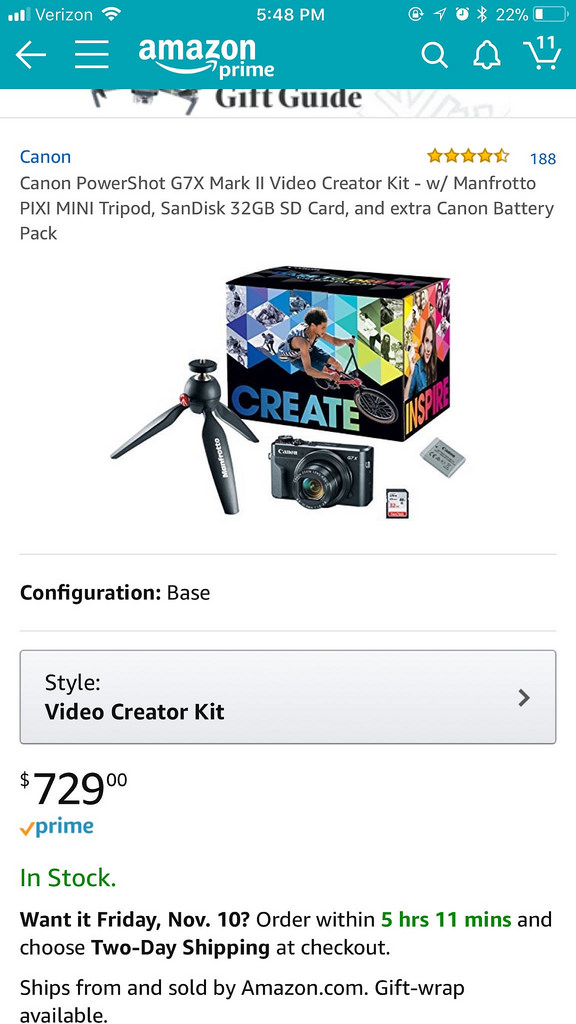 Verizon 5:48 PM 22%
amazon 11
prime
Gift Guide
Canon 188
Canon PowerShot G7X Mark II Video Creator Kit - w/ Manfrotto
PIXI MINI Tripod, SanDisk 32GB SD Card, and extra Canon Battery
Pack
CREATE
INSPIRE
Manfrotto
Canon
G7X
Configuration: Base
Style:
Video Creator Kit
$729 00
prime
In Stock.
Want it Friday, Nov. 10? Order within 5 hrs 11 mins and
choose Two-Day Shipping at checkout.
Ships from and sold by Amazon.com. Gift-wrap
available.